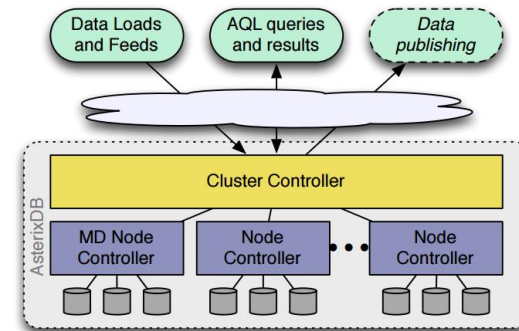 Data Loads
and Feeds
AQL queries
and results
Data
publishing
AsterixDB
Cluster Controller
MD Node
Controller
Node
Controller
Node
Controller